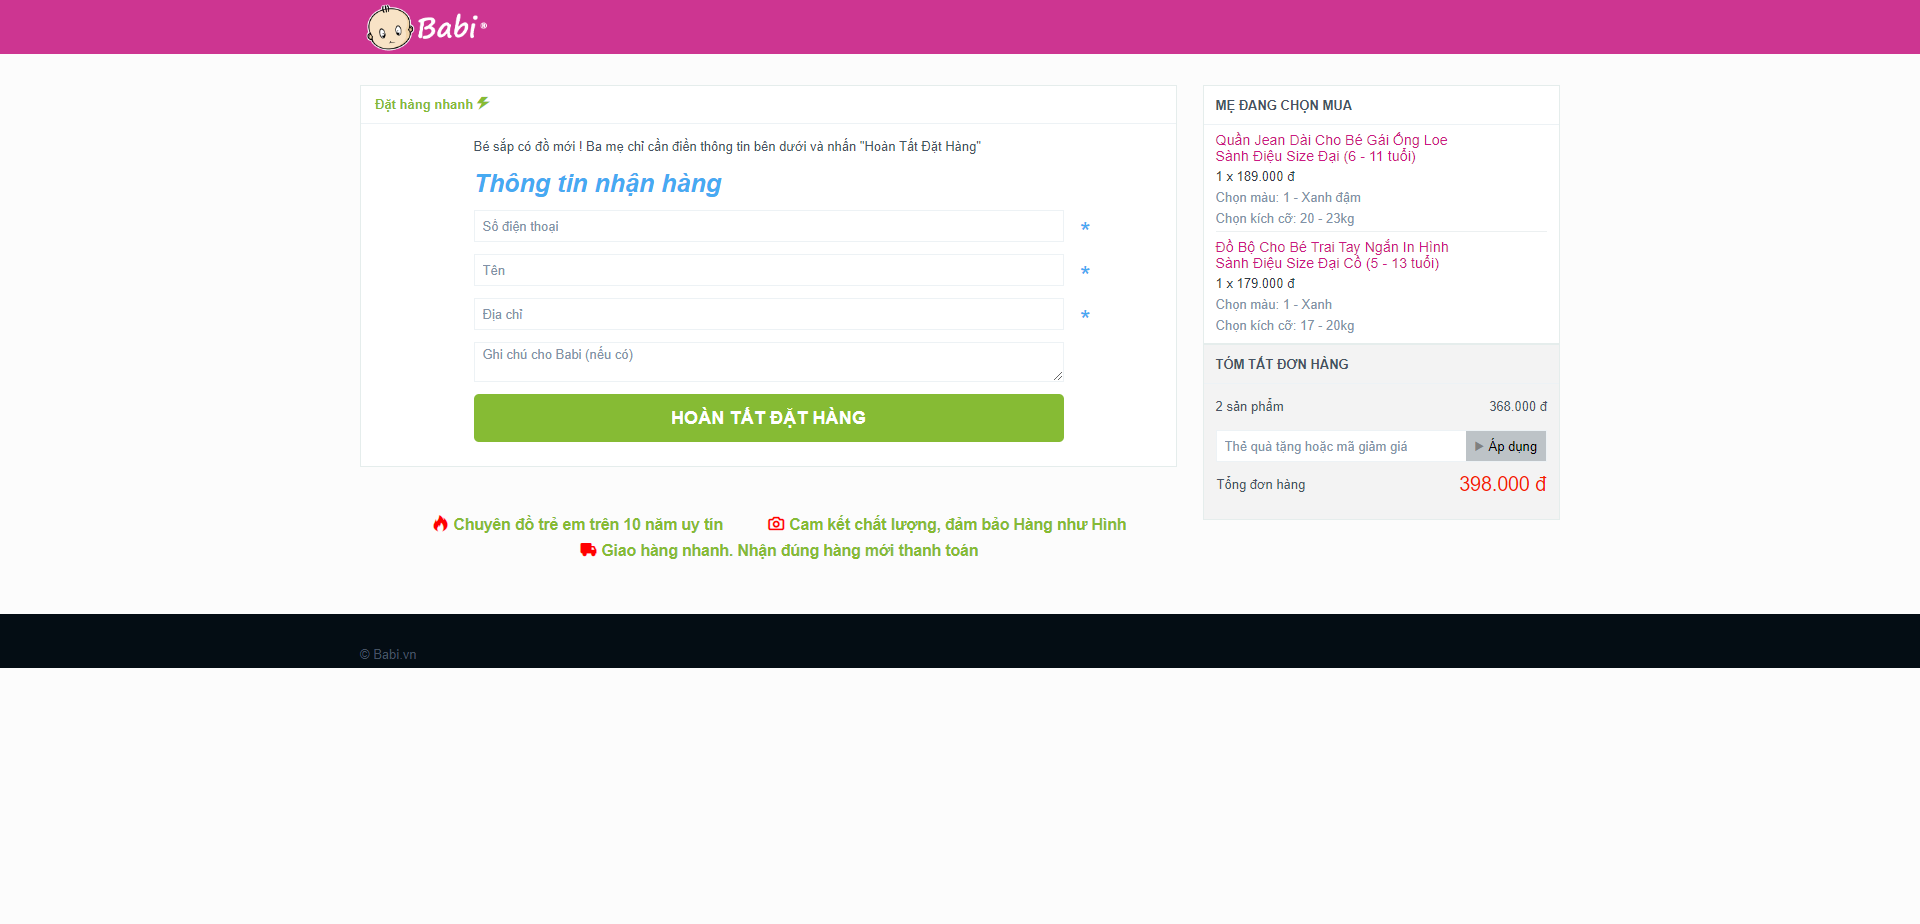 Babi ®
Đặt hàng nhanh
Bé sắp có đồ mới ! Ba mẹ chỉ cần điền thông tin bên dưới và nhấn "Hoàn Tất Đặt Hàng"
Thông tin nhận hàng
Số điện thoại
*
Tên
*
Địa chỉ
*
Ghi chú cho Babi (nếu có)
HOÀN TẤT ĐẶT HÀNG
Chuyên đồ trẻ em trên 10 năm uy tín
Cam kết chất lượng, đảm bảo Hàng như Hình
Giao hàng nhanh. Nhận đúng hàng mới thanh toán
MẸ ĐANG CHỌN MUA
Quần Jean Dài Cho Bé Gái Ống Loe
Sành Điệu Size Đại (6 - 11 tuổi)
1 x 189.000 đ
Chọn màu: 1 - Xanh đậm
Chọn kích cỡ: 20 - 23kg
Đồ Bộ Cho Bé Trai Tay Ngắn In Hình
Sành Điệu Size Đại Cồ (5 - 13 tuổi)
1 x 179.000 đ
Chọn màu: 1 - Xanh
Chọn kích cỡ: 17 - 20kg
TÓM TẮT ĐƠN HÀNG
2 sản phẩm 368.000 đ
Thẻ quà tặng hoặc mã giảm giá
Áp dụng
Tổng đơn hàng 398.000 đ
© Babi.vn